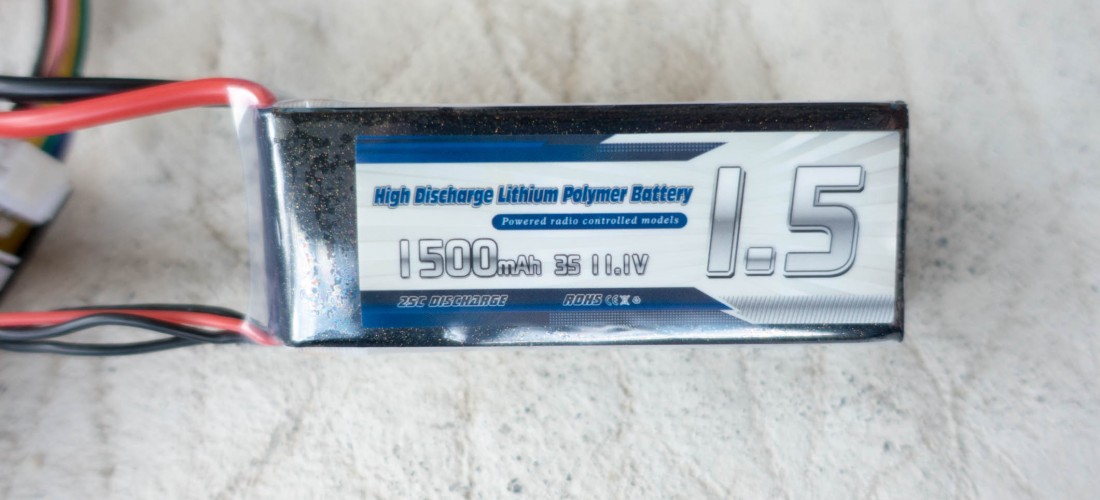 High Discharge Lithium Polymer Battery
Powered radio controlled models
1500mAh 3S 11.1V
1.5
25C DISCHARGE ROHS CE